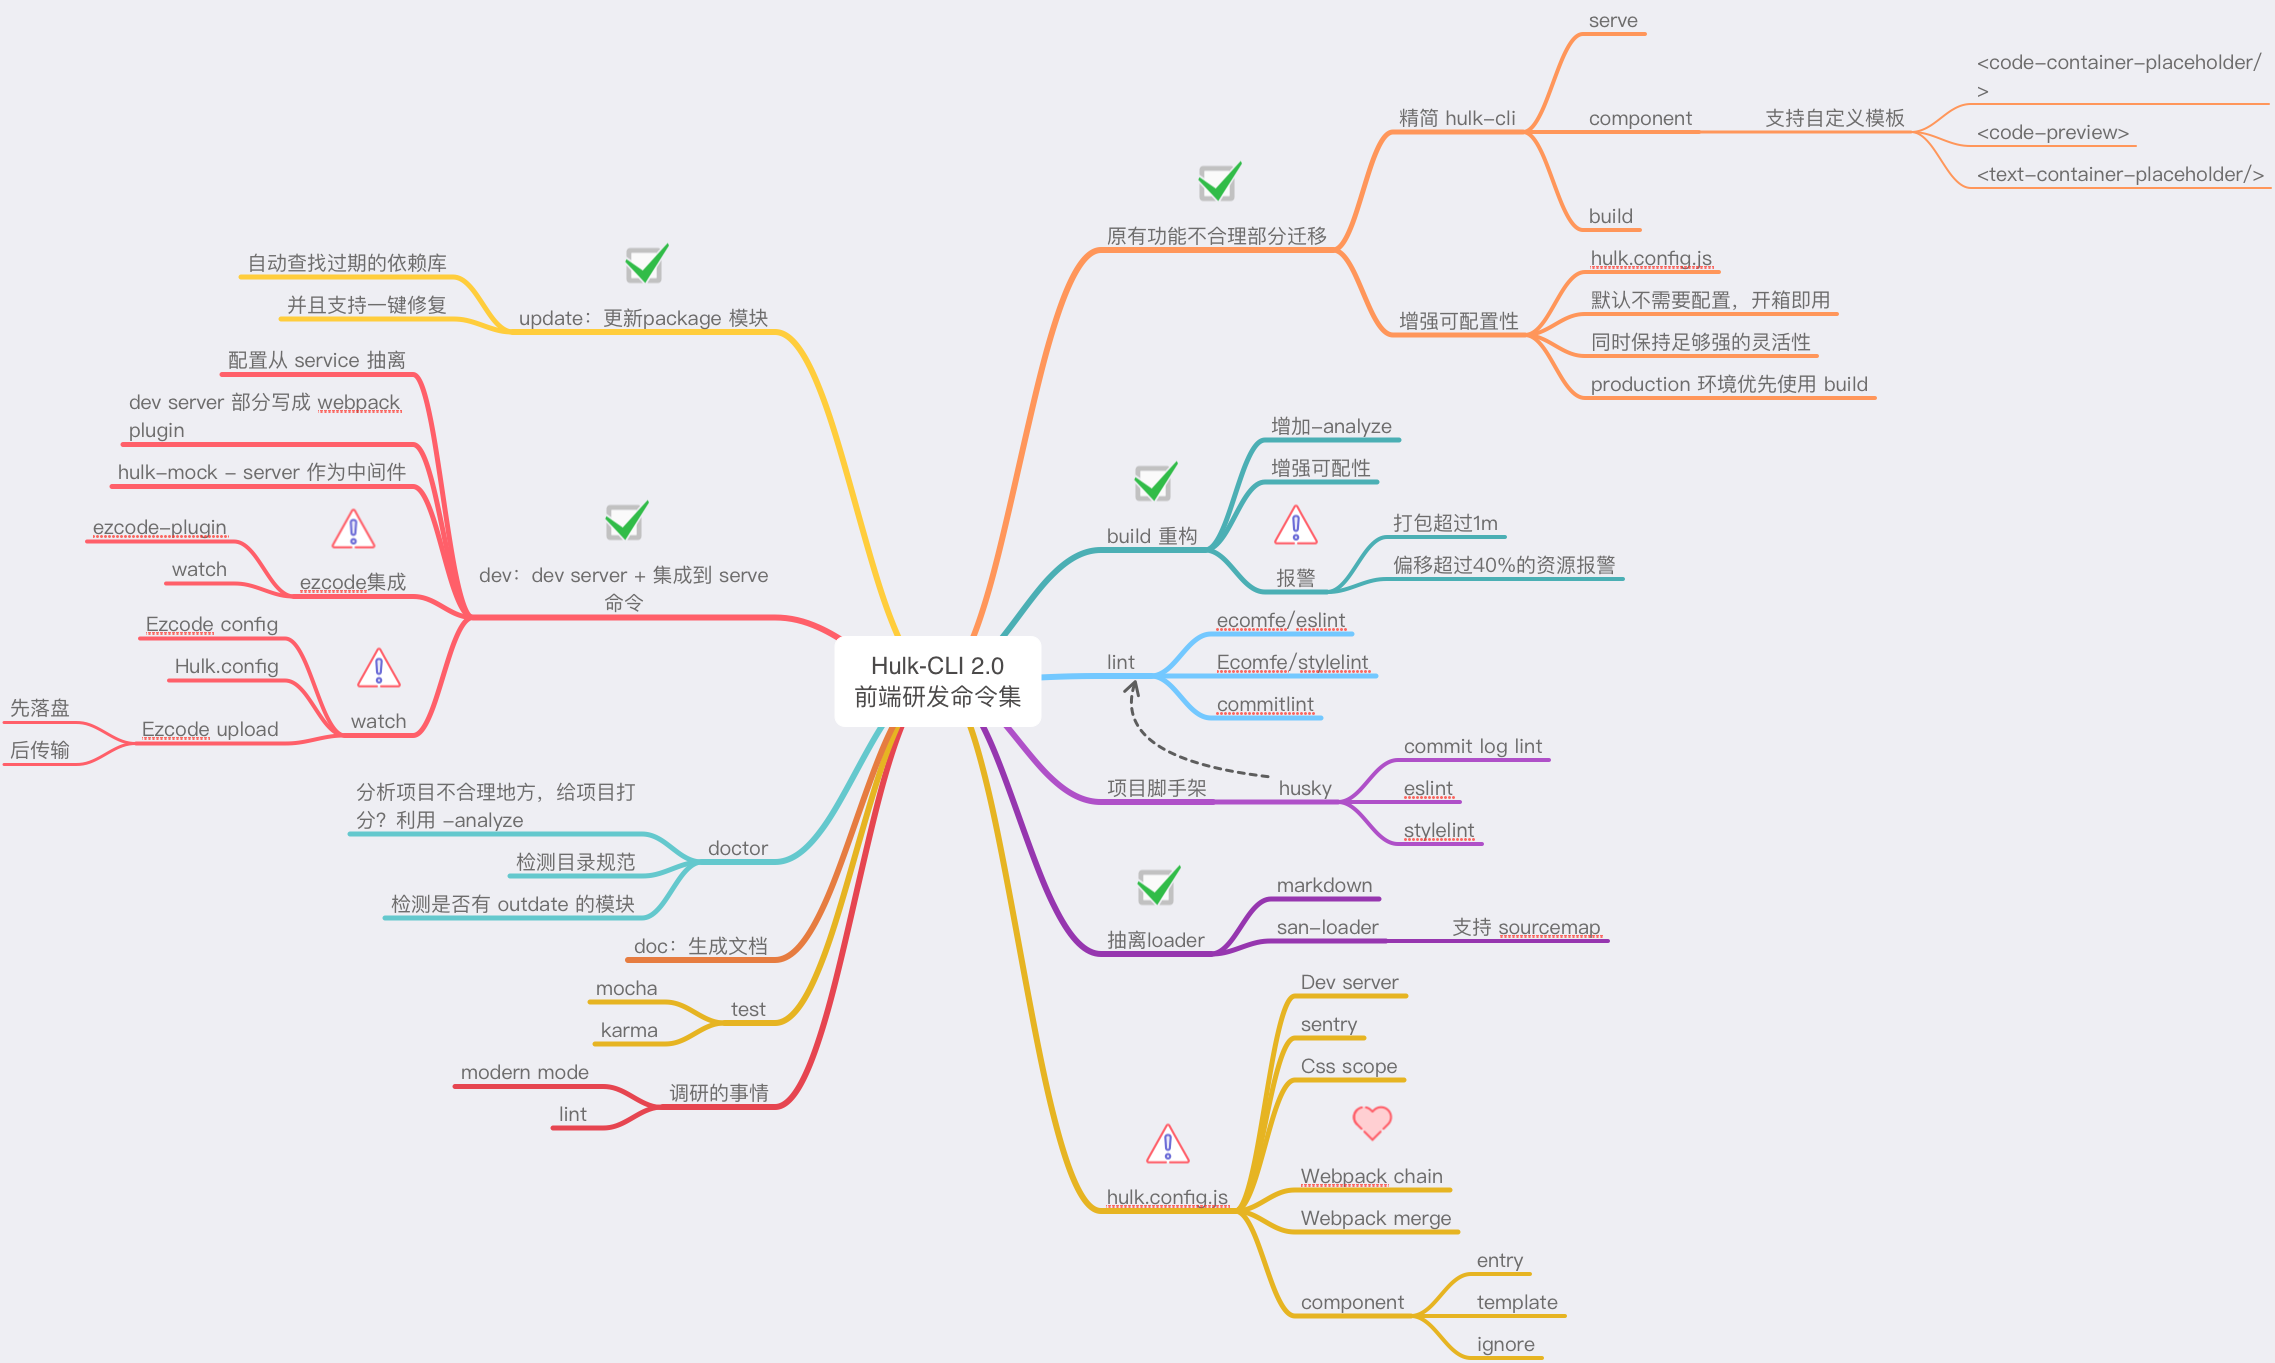 Hulk-CLI 2.0
前端研发命令集
原有功能不合理部分迁移
精简 hulk-cli
serve
component
支持自定义模板
<code-container-placeholder/
>
<code-preview>
<text-container-placeholder/>
build
增强可配置性
hulk.config.js
默认不需要配置，开箱即用
同时保持足够强的灵活性
production 环境优先使用 build
build 重构
增加-analyze
增强可配性
报警
打包超过1m
偏移超过40%的资源报警
lint
ecomfe/eslint
Ecomfe/stylelint
commitlint
项目脚手架
husky
commit log lint
eslint
stylelint
抽离loader
markdown
san-loader
支持 sourcemap
hulk.config.js
Dev server
sentry
Css scope
Webpack chain
Webpack merge
component
entry
template
ignore
update：更新package 模块
自动查找过期的依赖库
并且支持一键修复
dev：dev server + 集成到 serve
命令
配置从 service 抽离
dev server 部分写成 webpack
plugin
hulk-mock - server 作为中间件
ezcode集成
ezcode-plugin
watch
watch
Ezcode config
Hulk.config
Ezcode upload
先落盘
后传输
doctor
分析项目不合理地方，给项目打
分？利用 -analyze
检测目录规范
检测是否有 outdate 的模块
doc：生成文档
test
mocha
karma
调研的事情
modern mode
lint